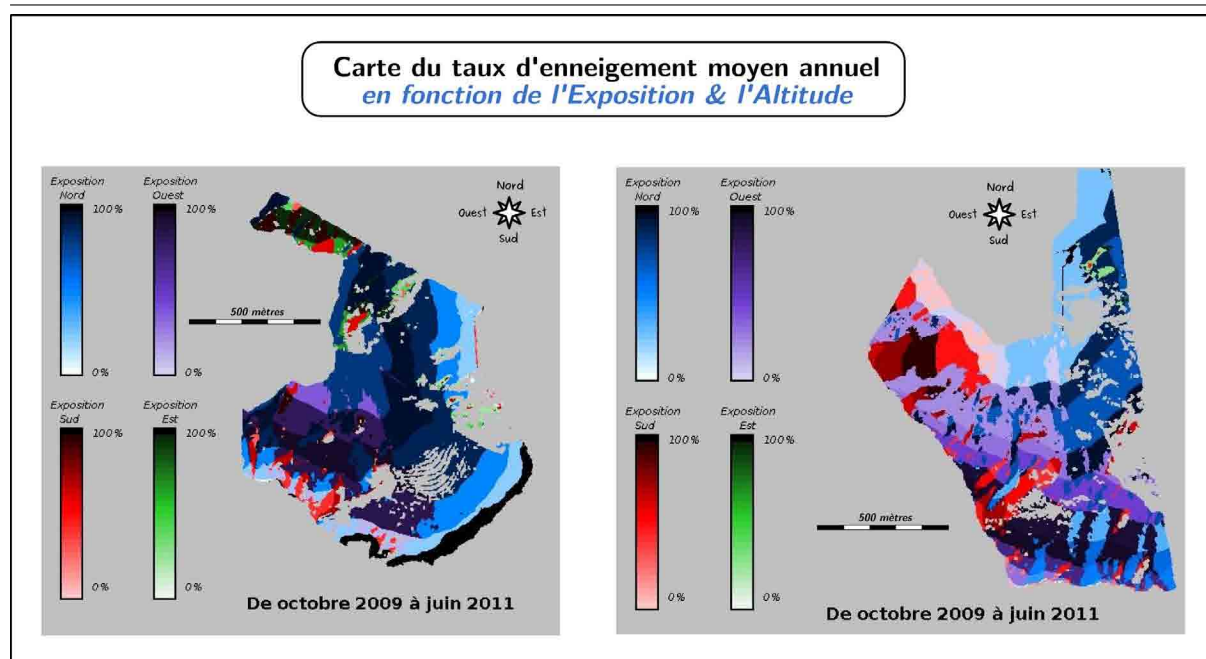 Carte du taux d'enneigement moyen annuel
en fonction de l'Exposition & l'Altitude
Exposition
Nord
100%
0%
Exposition
Ouest
100%
0%
Nord
Ouest
Est
Sud
500 mètres
Exposition
Sud
100%
0%
Exposition
Est
100%
0%
De octobre 2009 à juin 2011
Exposition
Nord
100%
0%
Exposition
Ouest
100%
0%
Nord
Ouest
Est
Sud
Exposition
Sud
100%
0%
Exposition
Est
100%
0%
500 mètres
De octobre 2009 à juin 2011